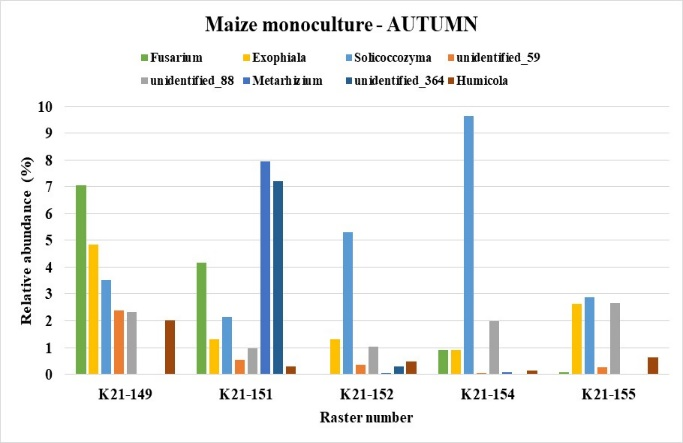 Maize monoculture - AUTUMN
Fusarium Exophiala Solicoccozyma unidentified_59
unidentified_88 Metarhizium unidentified_364 Humicola
Relative abundance (%)
10
9
8
7
6
5
4
3
2
1
0
K21-149 K21-151 K21-152 K21-154 K21-155
Raster number